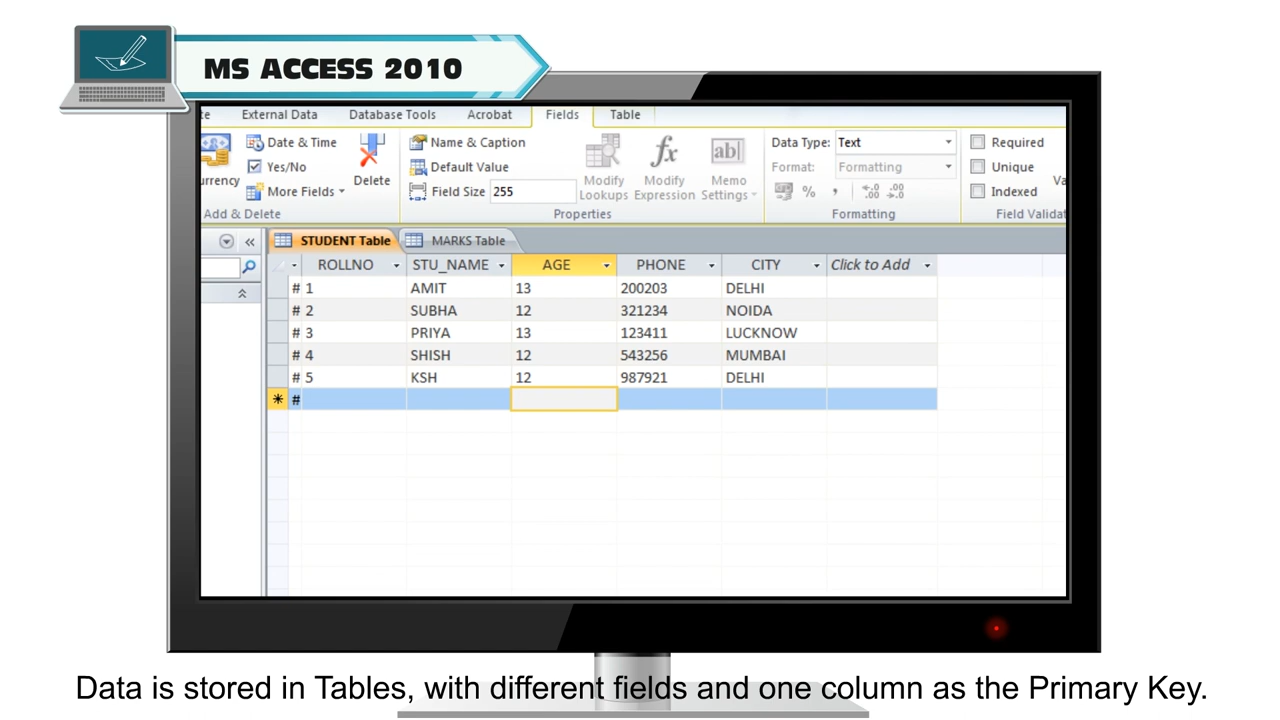 MS ACCESS 2010
External Data Database Tools Acrobat Fields Table
Date & Time Name & Caption Data Type: Text Required
Yes/No Default Value Format: Formatting Unique
More Fields Delete Field Size 255 Modify Lookups Modify Expression Memo Settings Indexed
Add & Delete Properties Formatting
STUDENT Table MARKS Table
ROLLNO STU_NAME AGE PHONE CITY Click to Add
# 1 AMIT 13 200203 DELHI
# 2 SUBHA 12 321234 NOIDA
# 3 PRIYA 13 123411 LUCKNOW
# 4 SHISH 12 543256 MUMBAI
# 5 KSH 12 987921 DELHI
* #
Data is stored in Tables, with different fields and one column as the Primary Key.